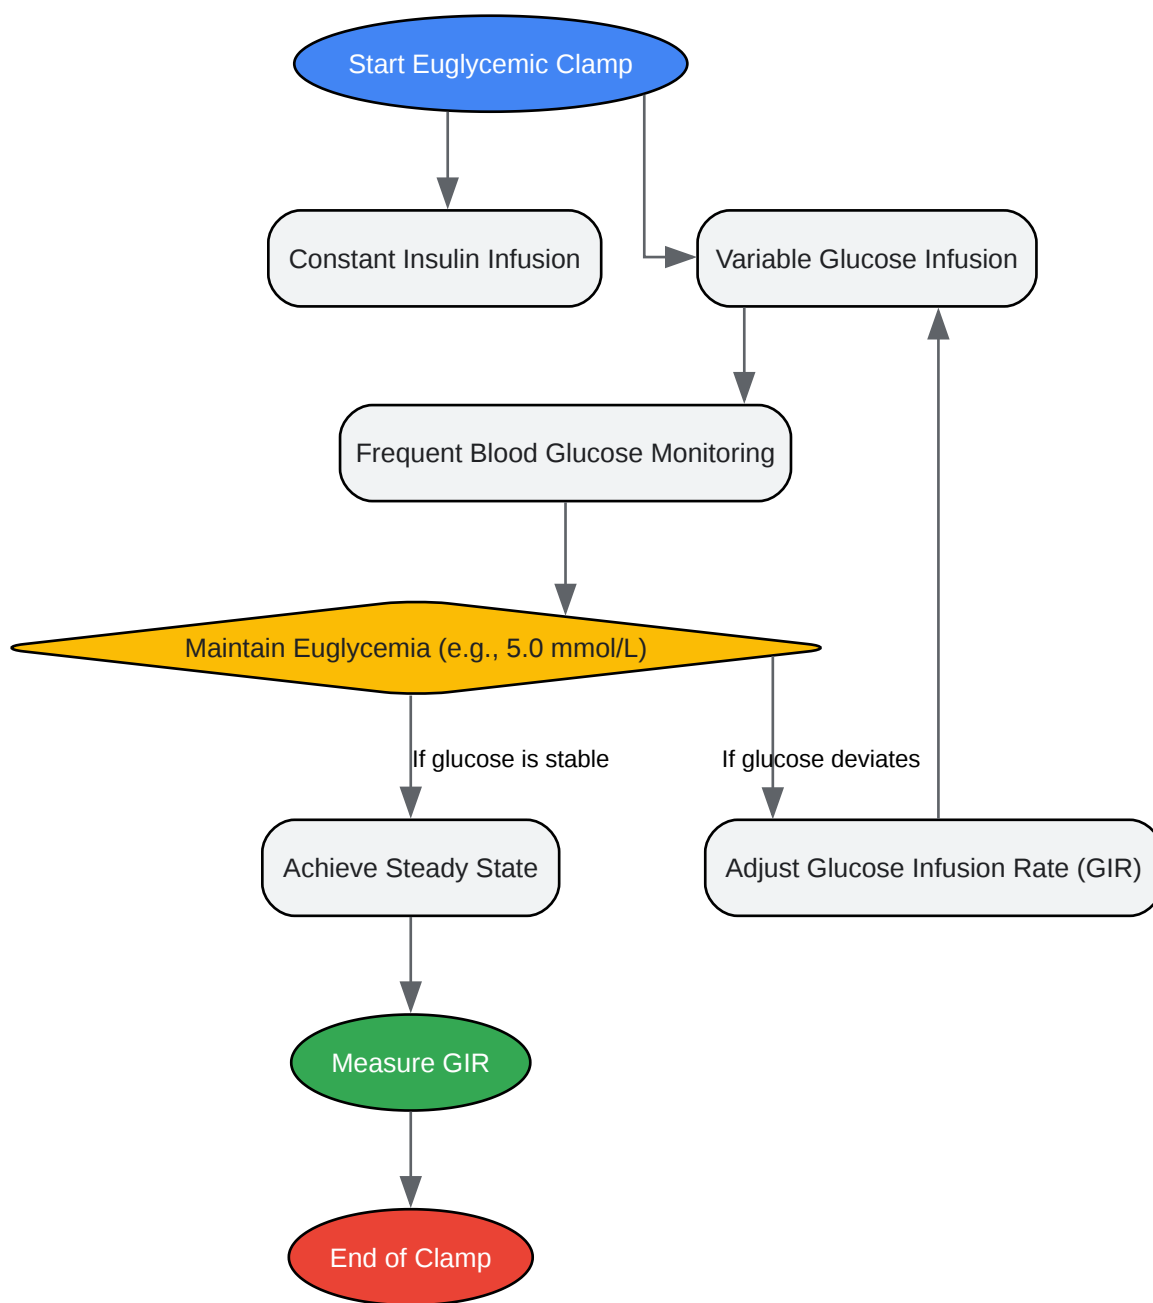 Start Euglycemic Clamp
Constant Insulin Infusion
Variable Glucose Infusion
Frequent Blood Glucose Monitoring
Maintain Euglycemia (e.g., 5.0 mmol/L)
If glucose is stable
If glucose deviates
Achieve Steady State
Adjust Glucose Infusion Rate (GIR)
Measure GIR
End of Clamp